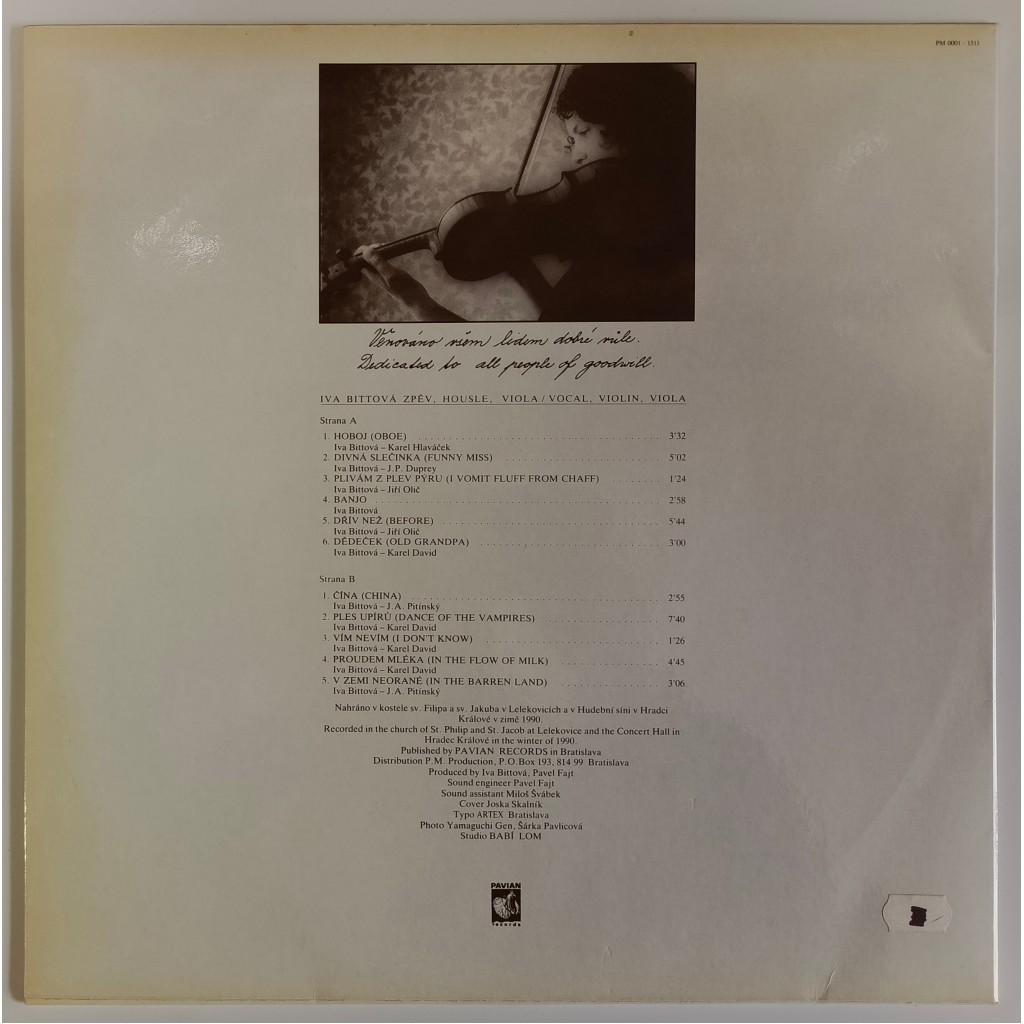 PM 0001 - 1311
Věnováno všem lidem dobré vůle.
Dedicated to all people of goodwill.
IVA BITTOVÁ ZPĚV, HOUSLE, VIOLA / VOCAL, VIOLIN, VIOLA
Strana A
1. HOBOJ (OBOE) 3'32
Iva Bittová – Karel Hlaváček
2. DIVNÁ SLEČINKA (FUNNY MISS) 5'02
Iva Bittová – J.P. Duprey
3. PLIVÁM Z PLEV PÝRU (I VOMIT FLUFF FROM CHAFF) 1'24
Iva Bittová – Jiří Olič
4. BANJO 2'58
Iva Bittová
5. DŘÍV NEŽ (BEFORE) 5'44
Iva Bittová – Jiří Olič
6. DĚDEČEK (OLD GRANDPA) 3'00
Iva Bittová – Karel David
Strana B
1. ČÍNA (CHINA) 2'55
Iva Bittová – J.A. Pitínský
2. PLES UPÍRŮ (DANCE OF THE VAMPIRES) 7'40
Iva Bittová – Karel David
3. VÍM NEVÍM (I DON'T KNOW) 1'26
Iva Bittová – Karel David
4. PROUDEM MLÉKA (IN THE FLOW OF MILK) 4'45
Iva Bittová – Karel David
5. V ZEMI NEORANÉ (IN THE BARREN LAND) 3'06
Iva Bittová – J.A. Pitínský
Nahráno v kostele sv. Filipa a sv. Jakuba v Lelekovicích a v Hudební síni v Hradci
Králové v zimě 1990.
Recorded in the church of St. Philip and St. Jacob at Lelekovice and the Concert Hall in
Hradec Králové in the winter of 1990.
Published by PAVIAN RECORDS in Bratislava
Distribution P.M. Production, P.O.Box 193, 814 99 Bratislava
Produced by Iva Bittová, Pavel Fajt
Sound engineer Pavel Fajt
Sound assistant Miloš Švábek
Cover Joska Skalník
Typo ARTEX Bratislava
Photo Yamaguchi Gen, Šárka Pavlicová
Studio BABÍ LOM
PAVIAN
records